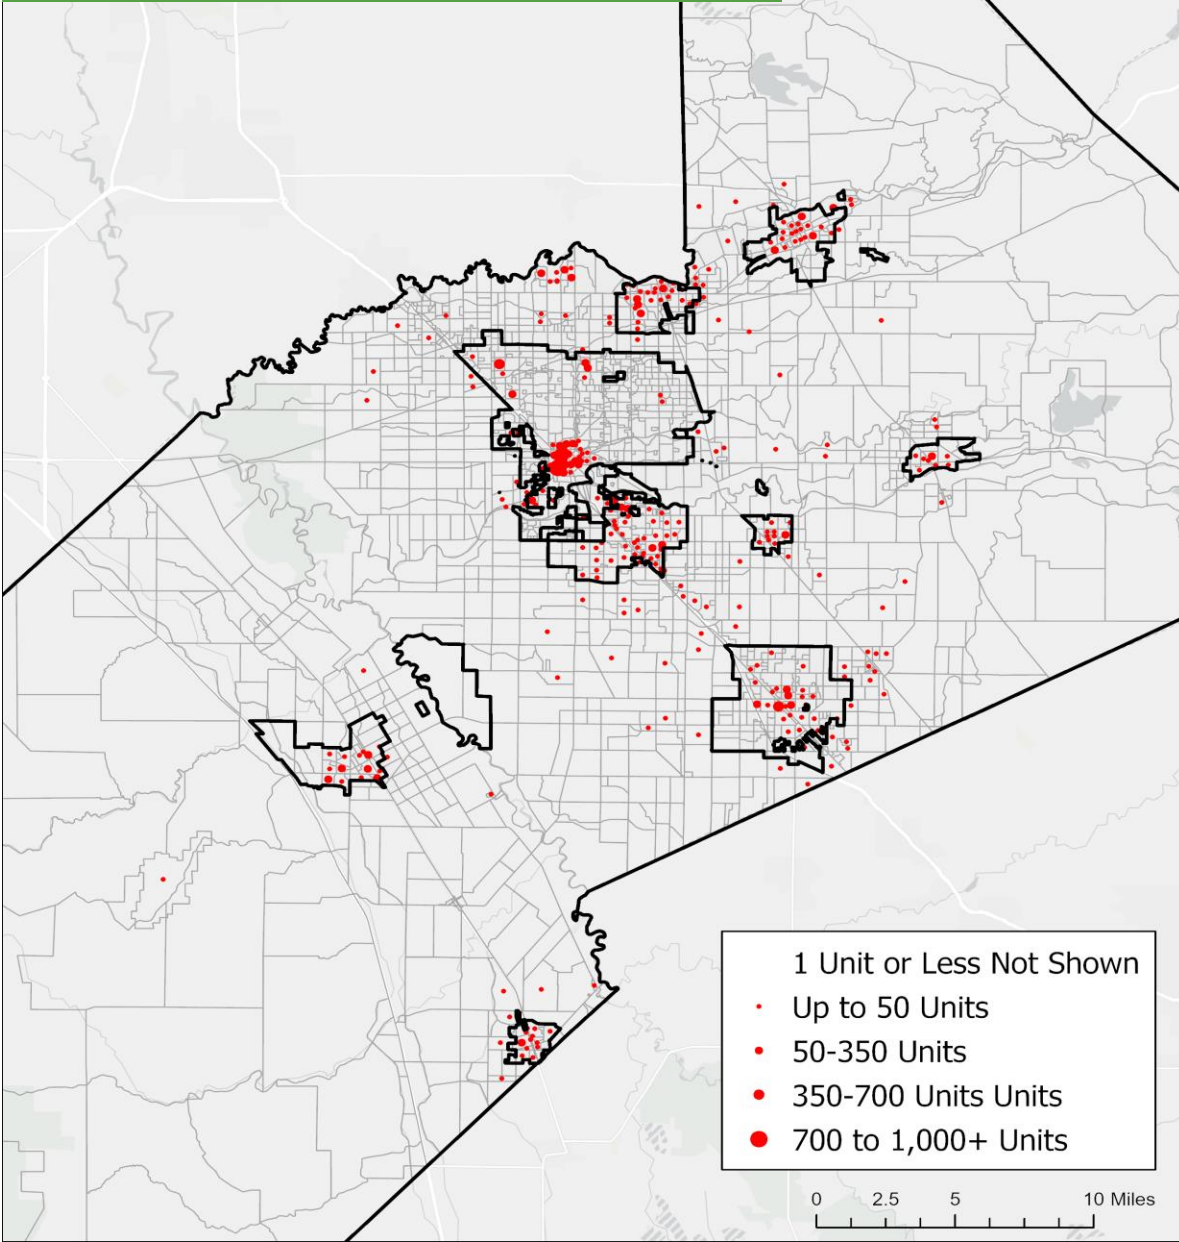 1 Unit or Less Not Shown
Up to 50 Units
50-350 Units
350-700 Units Units
700 to 1,000+ Units
0 2.5 5 10 Miles